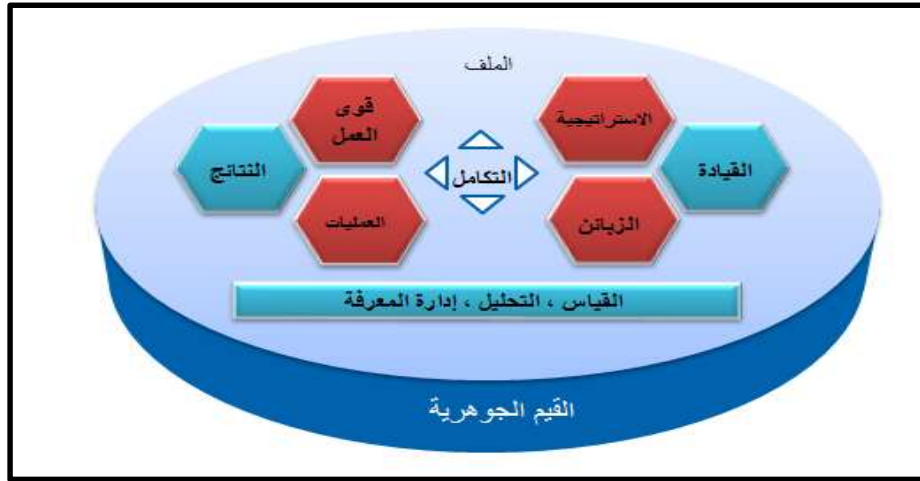 الملف
الاستراتيجية
القيادة
الزبائن
التكامل
قوى
العمل
النتائج
العمليات
القياس ، التحليل ، إدارة المعرفة
القيم الجوهرية